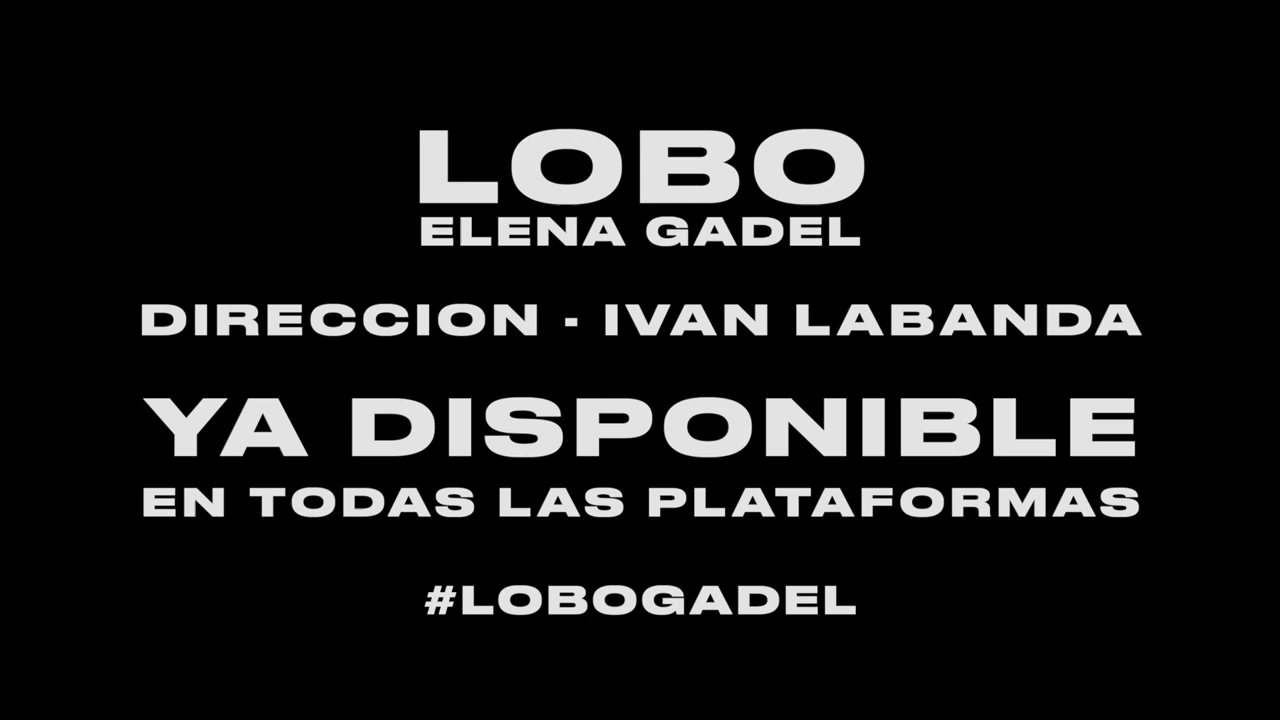 LOBO
ELENA GADEL
DIRECCION - IVAN LABANDA
YA DISPONIBLE
EN TODAS LAS PLATAFORMAS
#LOBOGADEL